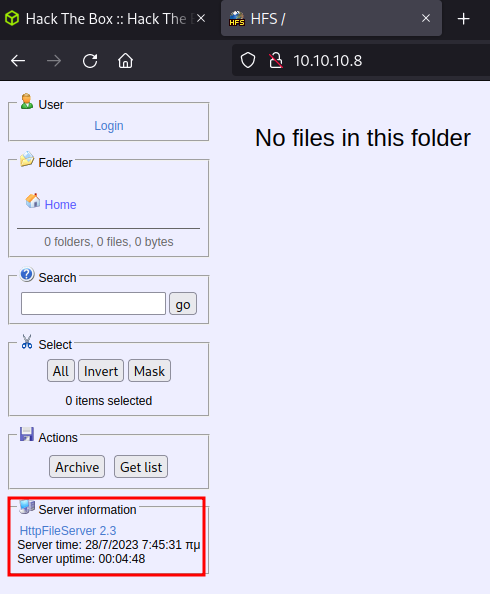 Hack The Box :: Hack The
HFS /
10.10.10.8
User
Login
Folder
Home
0 folders, 0 files, 0 bytes
Search
go
Select
All Invert Mask
0 items selected
Actions
Archive Get list
Server information
HttpFileServer 2.3
Server time: 28/7/2023 7:45:31 πμ
Server uptime: 00:04:48
No files in this folder